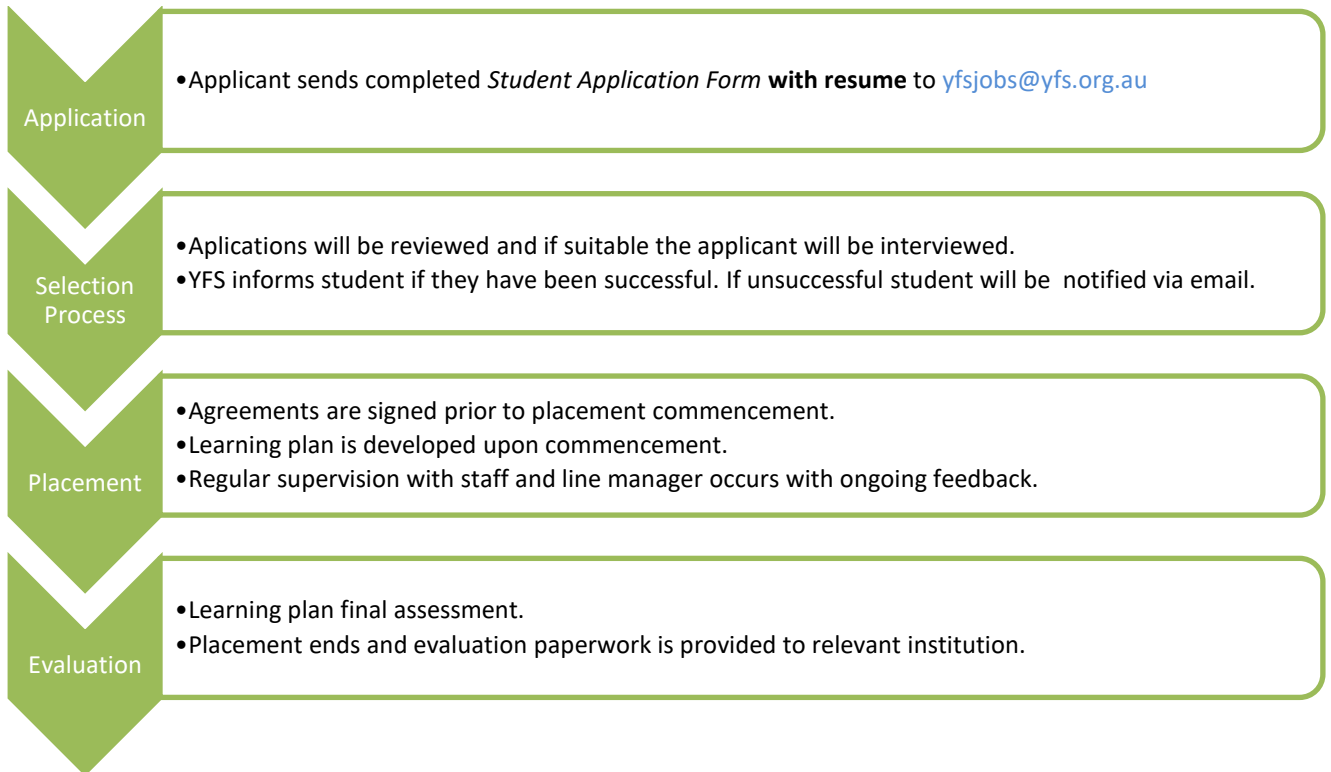 Application
•Applicant sends completed Student Application Form with resume to yfsjobs@yfs.org.au
Selection
Process
•Aplications will be reviewed and if suitable the applicant will be interviewed.
•YFS informs student if they have been successful. If unsuccessful student will be  notified via email.
Placement
•Agreements are signed prior to placement commencement.
•Learning plan is developed upon commencement.
•Regular supervision with staff and line manager occurs with ongoing feedback.
Evaluation
•Learning plan final assessment.
•Placement ends and evaluation paperwork is provided to relevant institution.